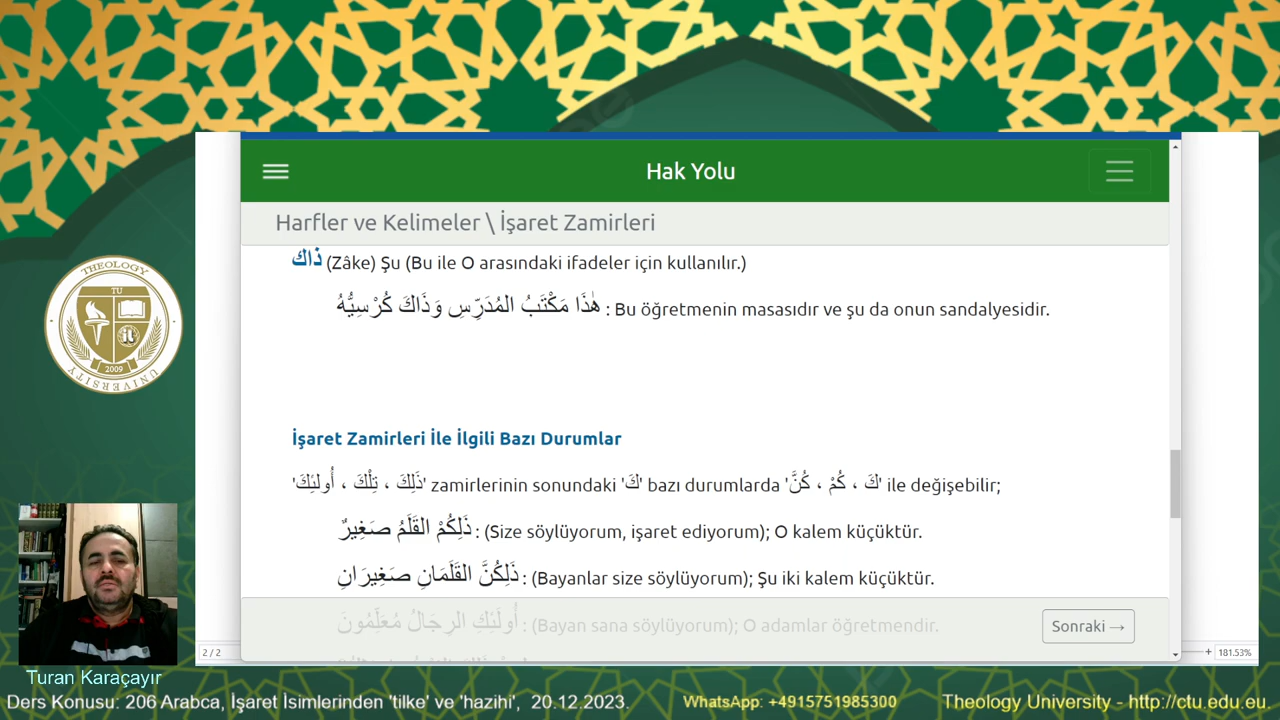 Hak Yolu
Harfler ve Kelimeler \ İşaret Zamirleri
ذاك (Zâke) Şu (Bu ile O arasındaki ifadeler için kullanılır.)
هٰذَا مَكْتَبُ المُدَرِّسِ وَذَاكَ كُرْسِيُّهُ : Bu öğretmenin masasıdır ve şu da onun sandalyesidir.
İşaret Zamirleri İle İlgili Bazı Durumlar
'ذَلِكَ ، تِلْكَ ، أُولئِكَ' zamirlerinin sonundaki 'كَ' bazı durumlarda 'كَ ، كُمْ ، كُنَّ' ile değişebilir;
ذَلِكُمْ القَلَمُ صَغِيرٌ : (Size söylüyorum, işaret ediyorum); O kalem küçüktür.
ذَلِكُنَّ القَلَمَانِ صَغِيرَانِ : (Bayanlar size söylüyorum); Şu iki kalem küçüktür.
أُولَئِكِ الرِجَالُ مُعَلِّمُونَ : (Bayan sana söylüyorum); O adamlar öğretmendir.
Sonraki →
2 / 2
+ 181.53%
THEOLOGY
TU
2009
UNIVERSITY
Turan Karaçayır
Ders Konusu: 206 Arabca, İşaret İsimlerinden 'tilke' ve 'hazihi', 20.12.2023.
WhatsApp: +4915751985300
Theology University - http://ctu.edu.eu.